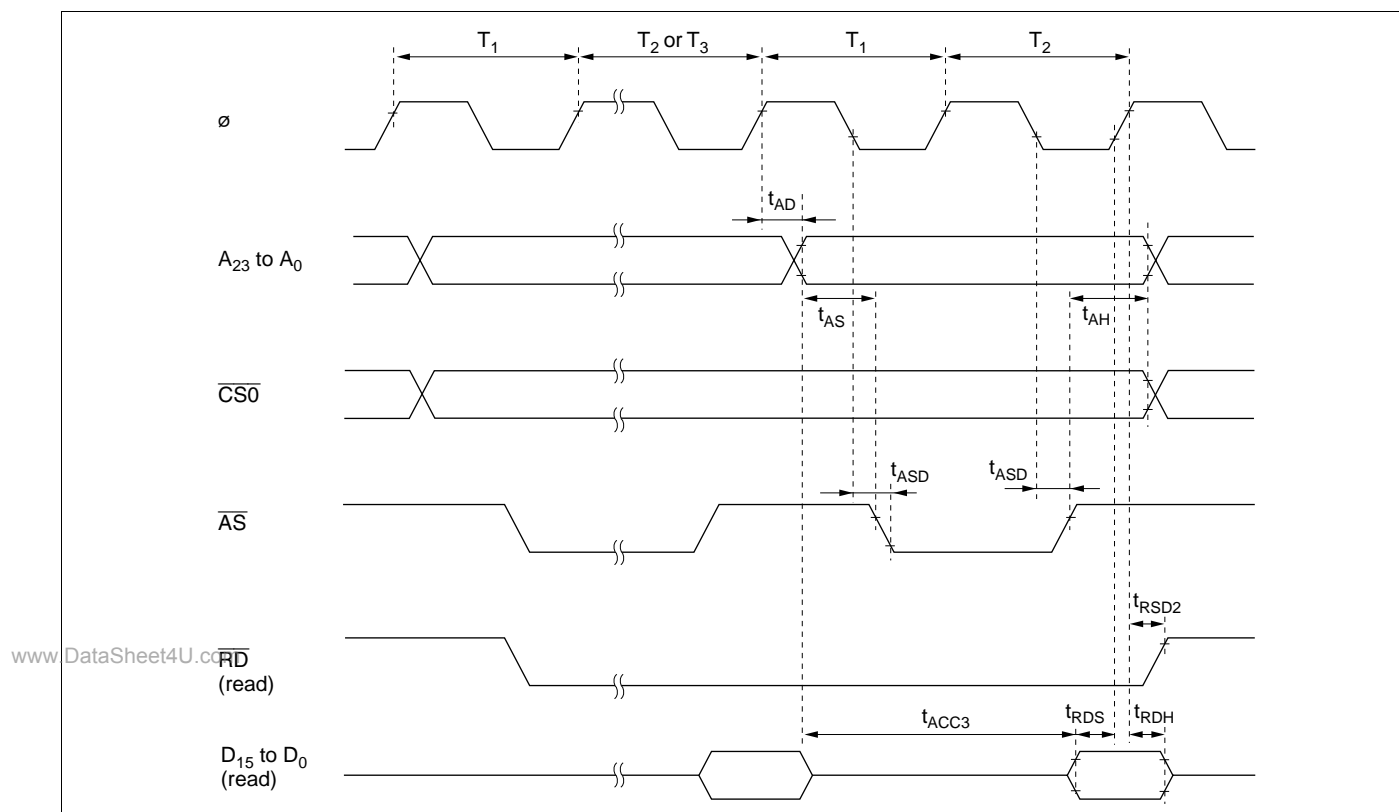 T1 T2 or T3 T1 T2
ø
tAD
A23 to A0
tAS tAH
CS0
tASD tASD
AS
tRSD2
www.DataSheet4U.com
RD
(read)
tACC3 tRDS tRDH
D15 to D0
(read)